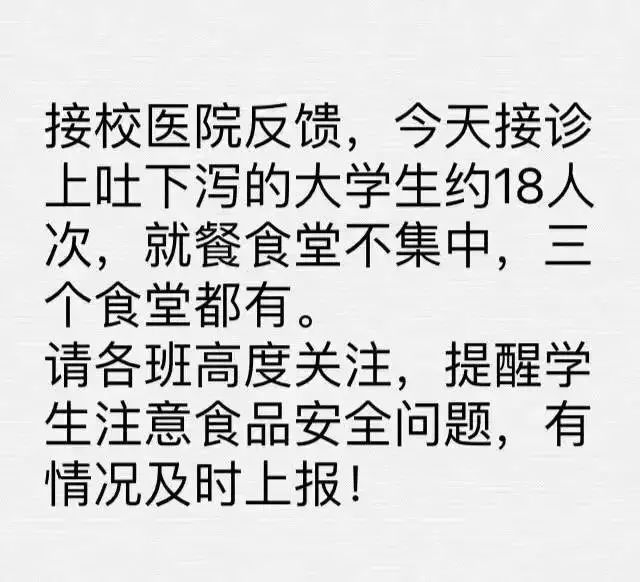 接校医院反馈，今天接诊
上吐下泻的大学生约18人
次，就餐食堂不集中，三
个食堂都有。
请各班高度关注，提醒学
生注意食品安全问题，有
情况及时上报！